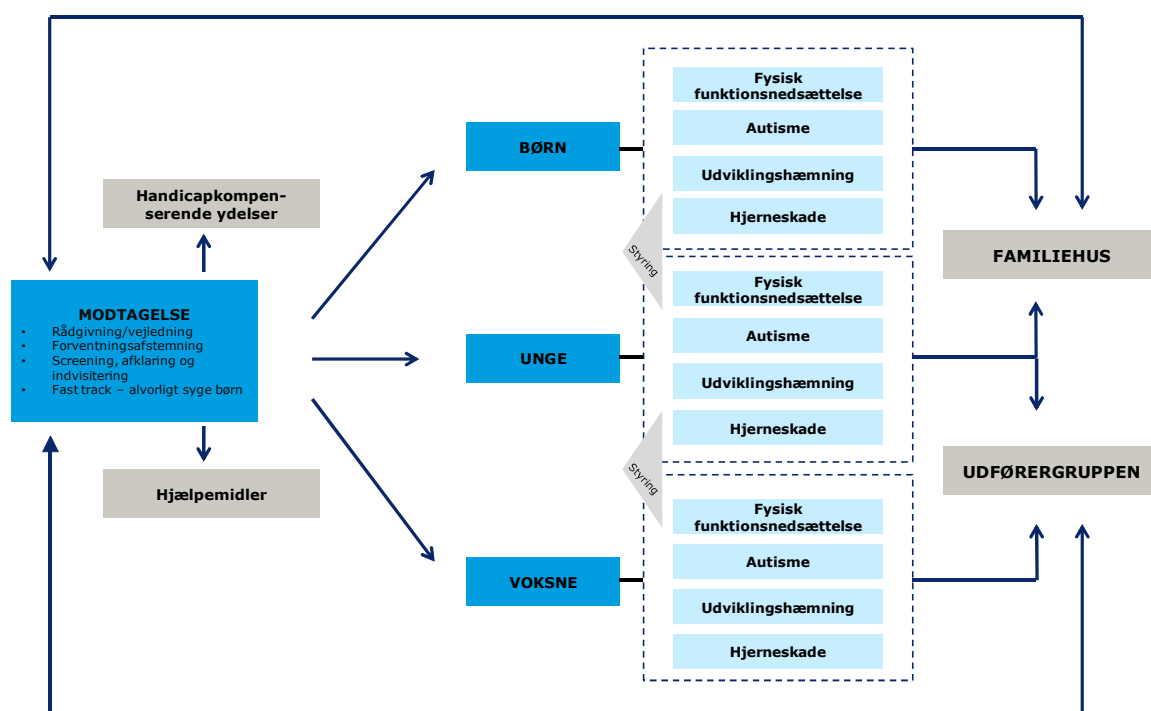 Handicapkompen-
serende ydelser
MODTAGELSE
• Rådgivning/vejledning
• Forventningsafstemning
• Screening, afklaring og
indvisitering
• Fast track – alvorligt syge børn
Hjælpemidler
BØRN
UNGE
VOKSNE
Fysisk
funktionsnedsættelse
Autisme
Udviklingshæmning
Hjerneskade
Styring
Fysisk
funktionsnedsættelse
Autisme
Udviklingshæmning
Hjerneskade
Styring
Fysisk
funktionsnedsættelse
Autisme
Udviklingshæmning
Hjerneskade
FAMILIEHUS
UDFØRERGRUPPEN